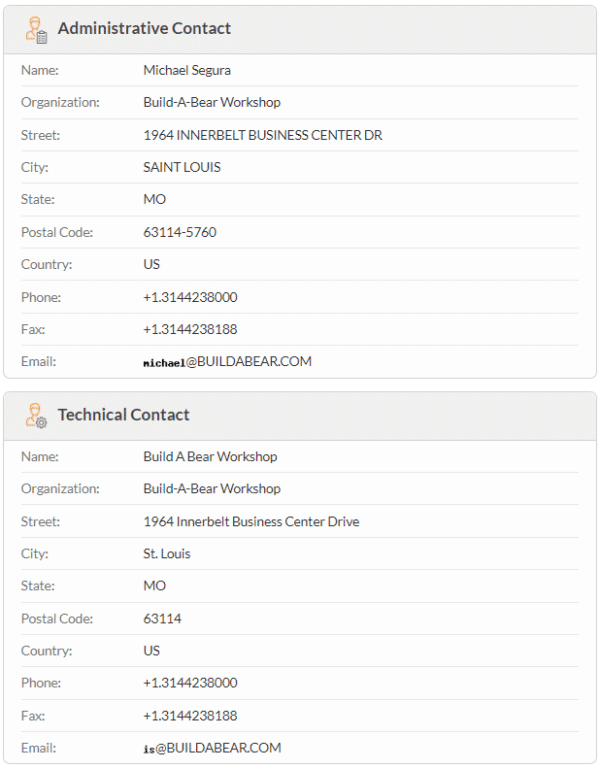 Administrative Contact
Name: Michael Segura
Organization: Build-A-Bear Workshop
Street: 1964 INNERBELT BUSINESS CENTER DR
City: SAINT LOUIS
State: MO
Postal Code: 63114-5760
Country: US
Phone: +1.3144238000
Fax: +1.3144238188
Email: michael@BUILDABEAR.COM
Technical Contact
Name: Build A Bear Workshop
Organization: Build-A-Bear Workshop
Street: 1964 Innerbelt Business Center Drive
City: St. Louis
State: MO
Postal Code: 63114
Country: US
Phone: +1.3144238000
Fax: +1.3144238188
Email: is@BUILDABEAR.COM